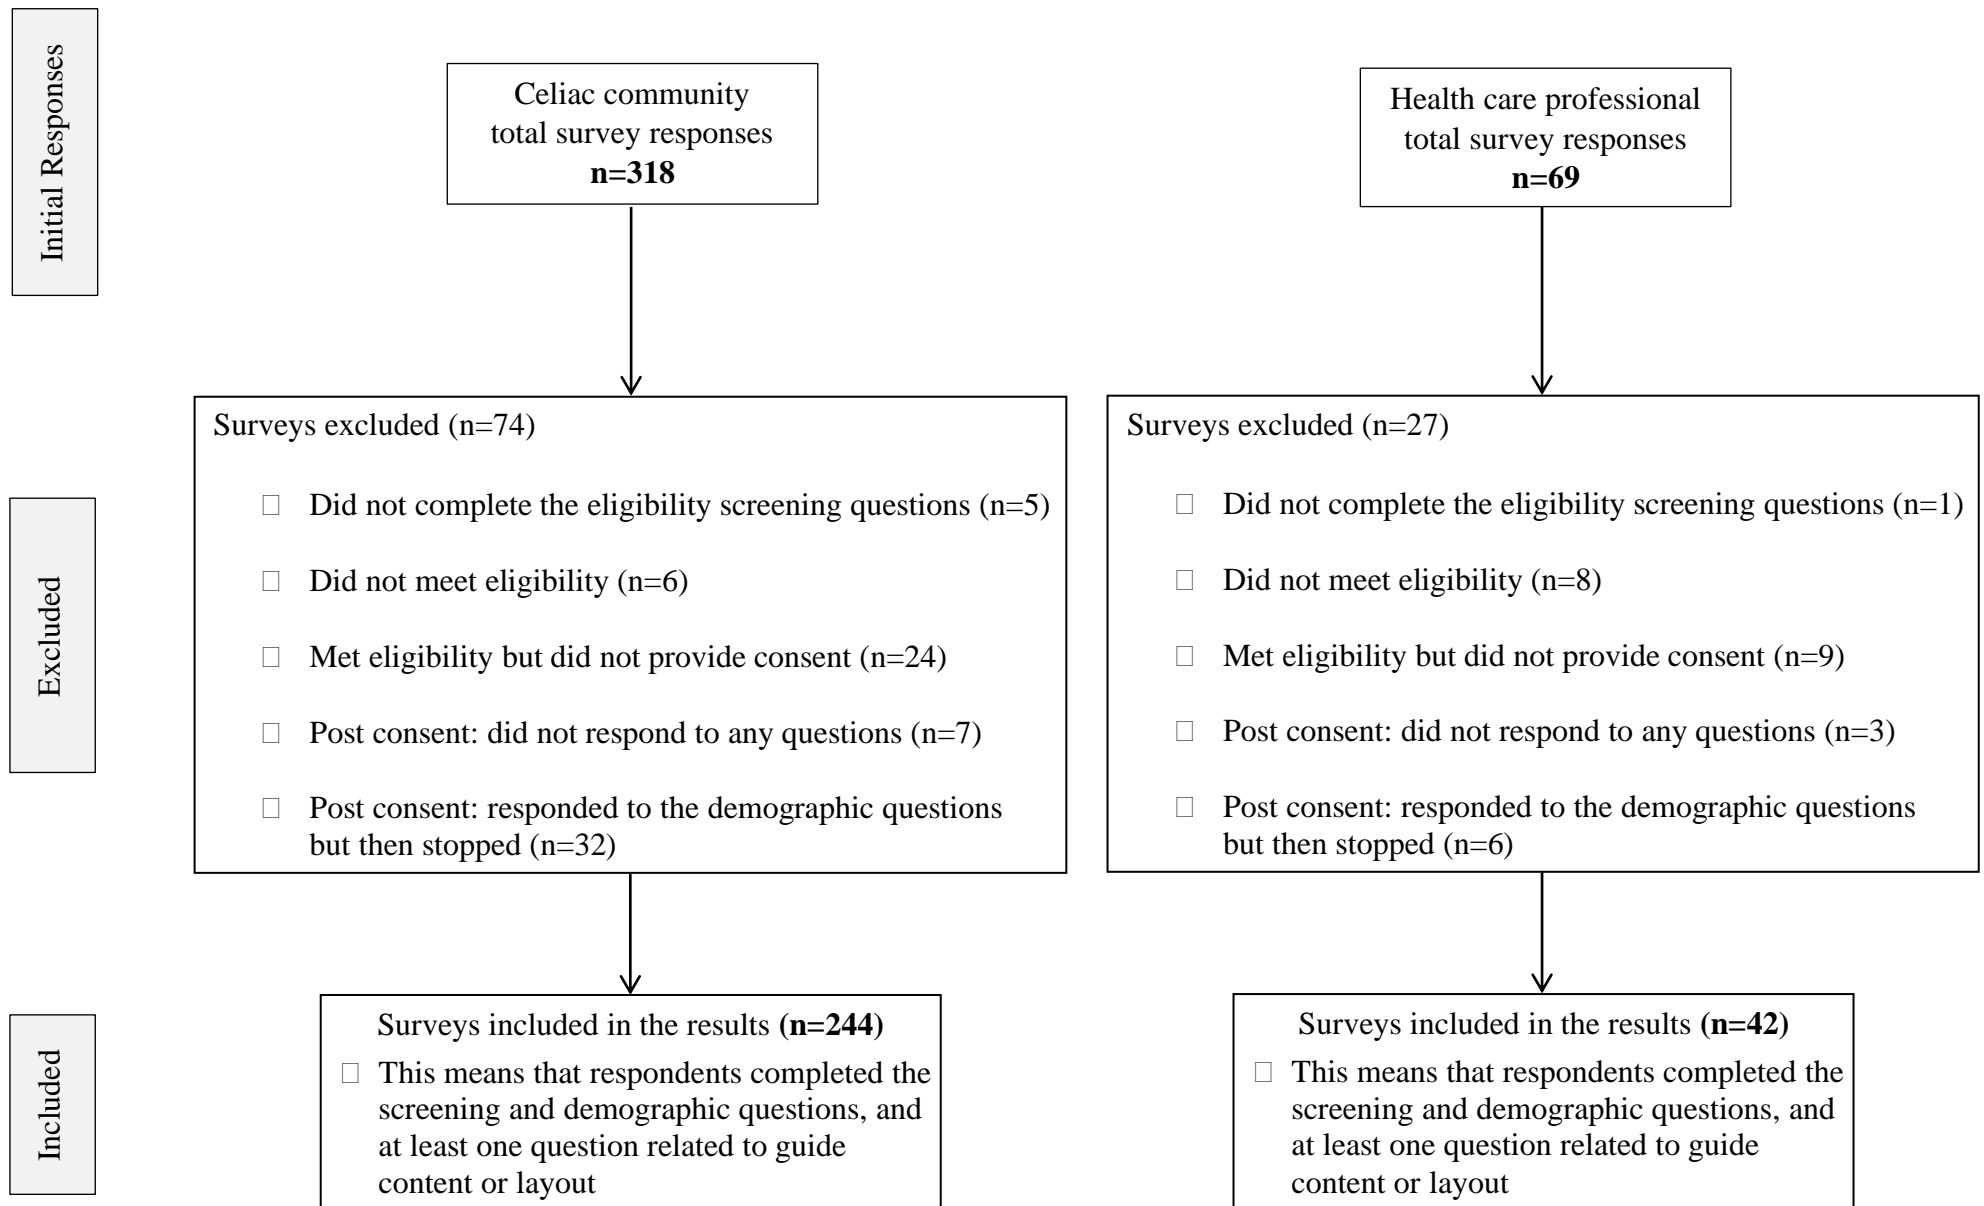 Initial Responses
Celiac community
total survey responses
n=318
Health care professional
total survey responses
n=69
Excluded
Surveys excluded (n=74)
□ Did not complete the eligibility screening questions (n=5)
□ Did not meet eligibility (n=6)
□ Met eligibility but did not provide consent (n=24)
□ Post consent: did not respond to any questions (n=7)
□ Post consent: responded to the demographic questions
but then stopped (n=32)
Surveys excluded (n=27)
□ Did not complete the eligibility screening questions (n=1)
□ Did not meet eligibility (n=8)
□ Met eligibility but did not provide consent (n=9)
□ Post consent: did not respond to any questions (n=3)
□ Post consent: responded to the demographic questions
but then stopped (n=6)
Included
Surveys included in the results (n=244)
□ This means that respondents completed the
screening and demographic questions, and
at least one question related to guide
content or layout
Surveys included in the results (n=42)
□ This means that respondents completed the
screening and demographic questions, and
at least one question related to guide
content or layout